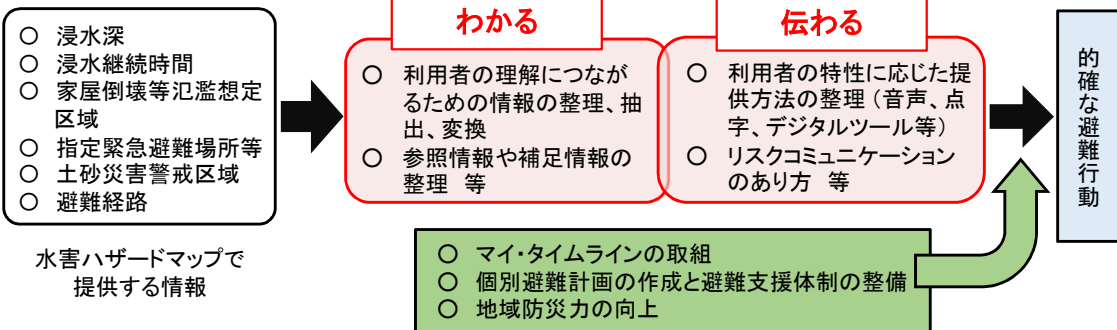 ○ 浸水深
○ 浸水継続時間
○ 家屋倒壊等氾濫想定
区域
○ 指定緊急避難場所等
○ 土砂災害警戒区域
○ 避難経路
水害ハザードマップで
提供する情報
わかる
○ 利用者の理解につなが
るための情報の整理、抽
出、変換
○ 参照情報や補足情報の
整理 等
伝わる
○ 利用者の特性に応じた提
供方法の整理（音声、点
字、デジタルツール等）
○ リスクコミュニケーション
のあり方 等
○ マイ・タイムラインの取組
○ 個別避難計画の作成と避難支援体制の整備
○ 地域防災力の向上
的確な避難行動